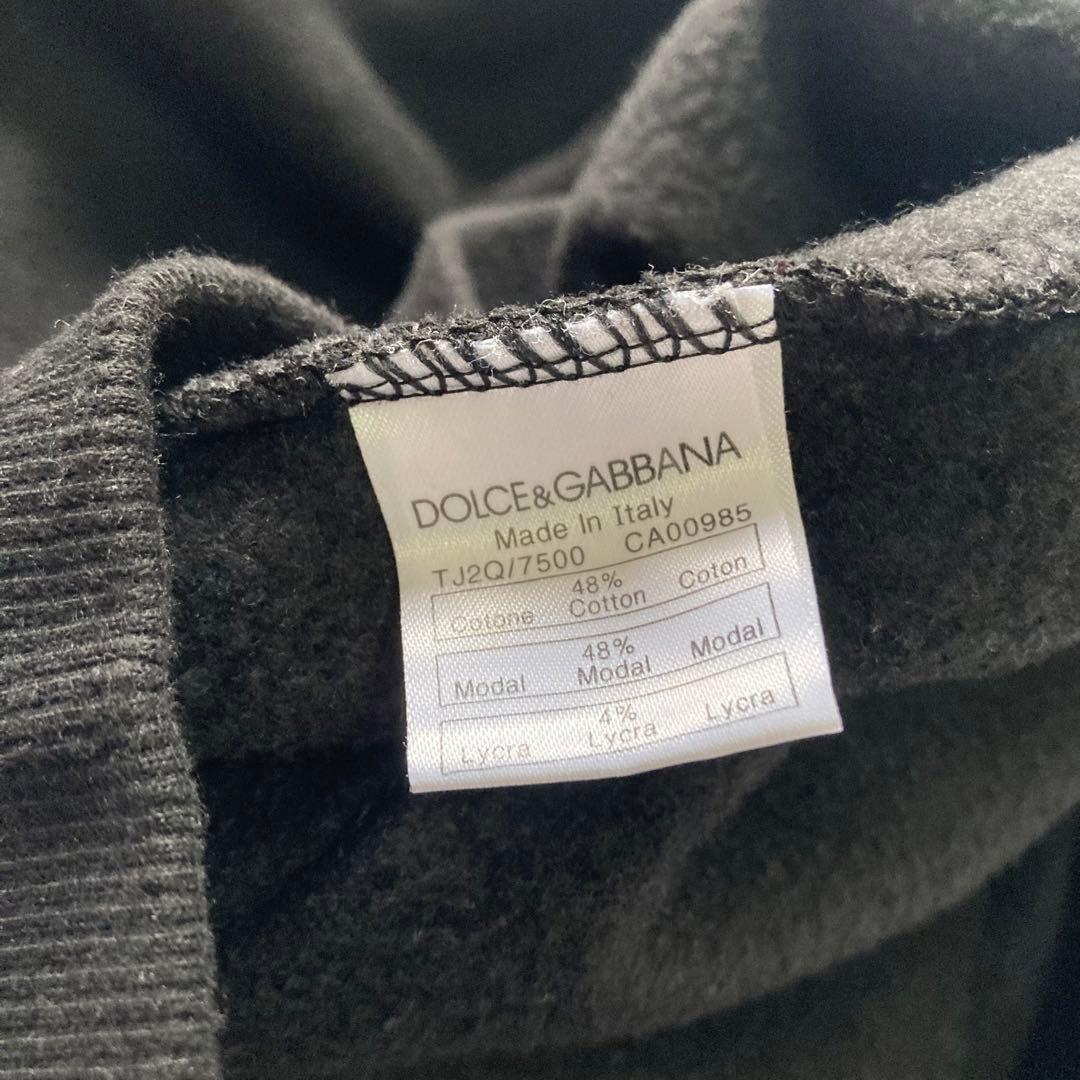 DOLCE&GABBANA
Made In Italy
TJ2Q/7500 CA00985
48%
Cotone Cotton Coton
48%
Modal Modal Modal
4%
Lycra Lycra Lycra